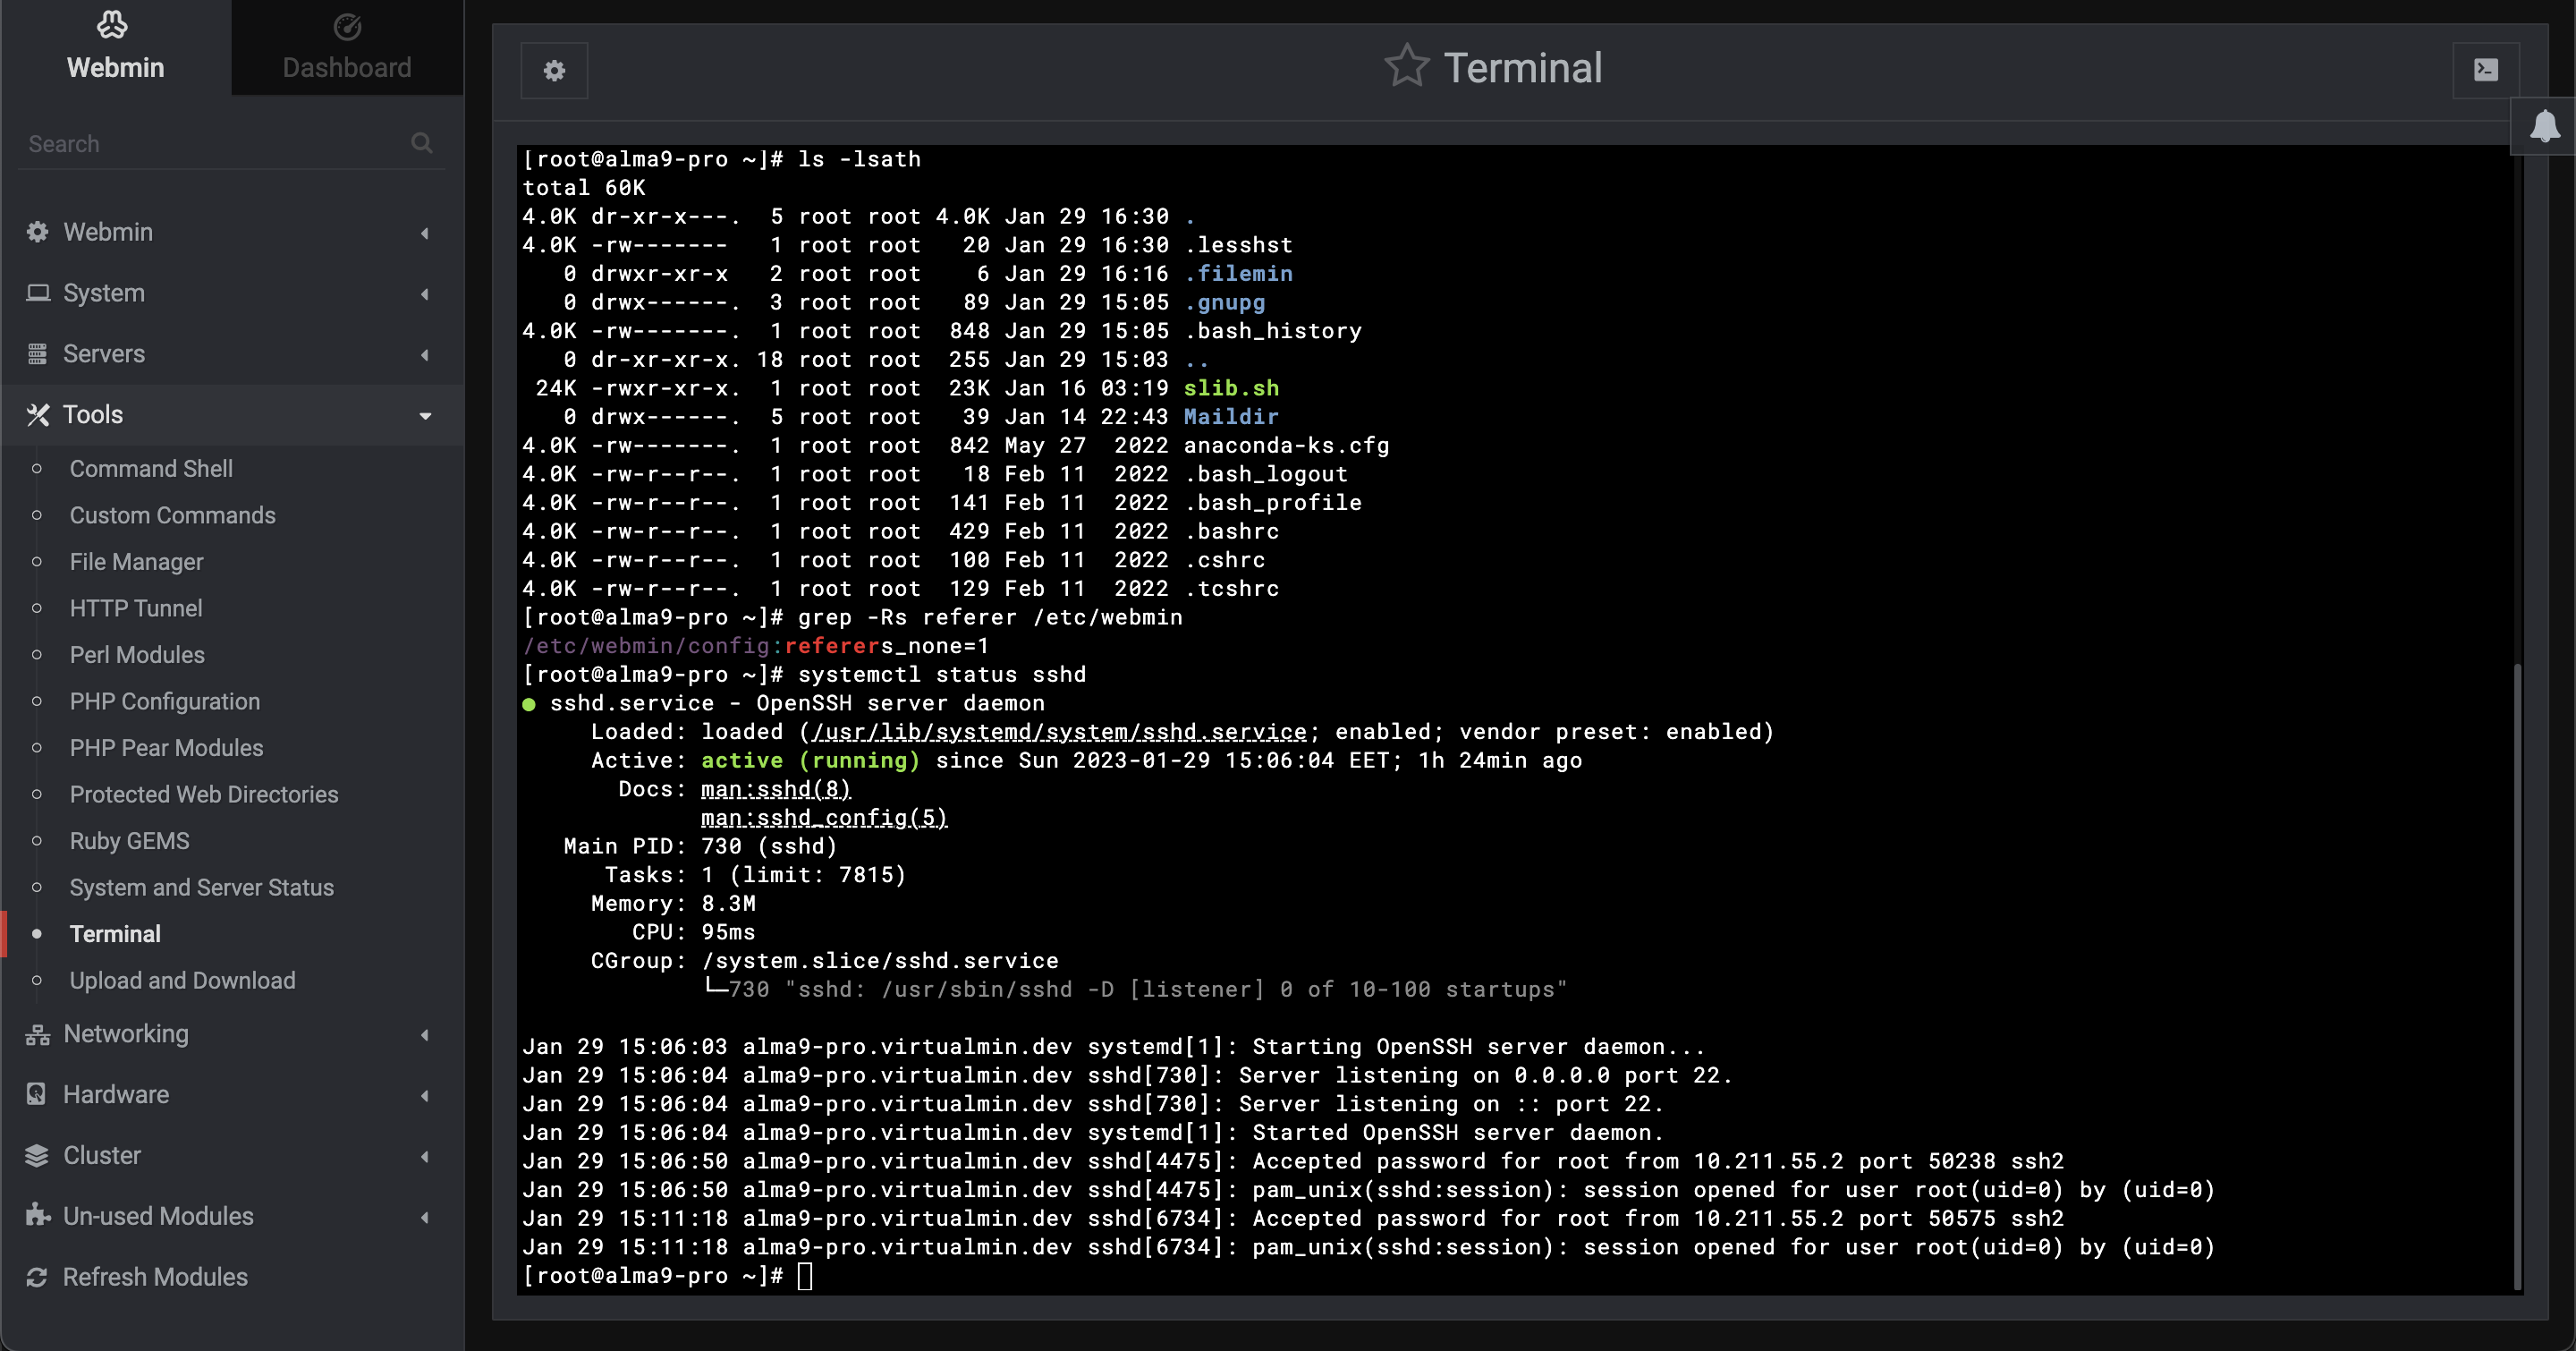 Webmin
Dashboard
Search
Webmin
System
Servers
Tools
Command Shell
Custom Commands
File Manager
HTTP Tunnel
Perl Modules
PHP Configuration
PHP Pear Modules
Protected Web Directories
Ruby GEMS
System and Server Status
Terminal
Upload and Download
Networking
Hardware
Cluster
Un-used Modules
Refresh Modules
Terminal
[root@alma9-pro ~]# ls -lsath
total 60K
4.0K dr-xr-x---.  5 root root 4.0K Jan 29 16:30 .
4.0K -rw-------   1 root root   20 Jan 29 16:30 .lesshst
   0 drwxr-xr-x   2 root root    6 Jan 29 16:16 .filemin
   0 drwx------.  3 root root   89 Jan 29 15:05 .gnupg
4.0K -rw-------.  1 root root  848 Jan 29 15:05 .bash_history
   0 dr-xr-xr-x. 18 root root  255 Jan 29 15:03 ..
 24K -rwxr-xr-x.  1 root root  23K Jan 16 03:19 slib.sh
   0 drwx------.  5 root root   39 Jan 14 22:43 Maildir
4.0K -rw-------.  1 root root  842 May 27  2022 anaconda-ks.cfg
4.0K -rw-r--r--.  1 root root   18 Feb 11  2022 .bash_logout
4.0K -rw-r--r--.  1 root root  141 Feb 11  2022 .bash_profile
4.0K -rw-r--r--.  1 root root  429 Feb 11  2022 .bashrc
4.0K -rw-r--r--.  1 root root  100 Feb 11  2022 .cshrc
4.0K -rw-r--r--.  1 root root  129 Feb 11  2022 .tcshrc
[root@alma9-pro ~]# grep -Rs referer /etc/webmin
/etc/webmin/config:referers_none=1
[root@alma9-pro ~]# systemctl status sshd
● sshd.service - OpenSSH server daemon
     Loaded: loaded (/usr/lib/systemd/system/sshd.service; enabled; vendor preset: enabled)
     Active: active (running) since Sun 2023-01-29 15:06:04 EET; 1h 24min ago
       Docs: man:sshd(8)
             man:sshd_config(5)
   Main PID: 730 (sshd)
      Tasks: 1 (limit: 7815)
     Memory: 8.3M
        CPU: 95ms
     CGroup: /system.slice/sshd.service
             └─730 "sshd: /usr/sbin/sshd -D [listener] 0 of 10-100 startups"
Jan 29 15:06:03 alma9-pro.virtualmin.dev systemd[1]: Starting OpenSSH server daemon...
Jan 29 15:06:04 alma9-pro.virtualmin.dev sshd[730]: Server listening on 0.0.0.0 port 22.
Jan 29 15:06:04 alma9-pro.virtualmin.dev sshd[730]: Server listening on :: port 22.
Jan 29 15:06:04 alma9-pro.virtualmin.dev systemd[1]: Started OpenSSH server daemon.
Jan 29 15:06:50 alma9-pro.virtualmin.dev sshd[4475]: Accepted password for root from 10.211.55.2 port 50238 ssh2
Jan 29 15:06:50 alma9-pro.virtualmin.dev sshd[4475]: pam_unix(sshd:session): session opened for user root(uid=0) by (uid=0)
Jan 29 15:11:18 alma9-pro.virtualmin.dev sshd[6734]: Accepted password for root from 10.211.55.2 port 50575 ssh2
Jan 29 15:11:18 alma9-pro.virtualmin.dev sshd[6734]: pam_unix(sshd:session): session opened for user root(uid=0) by (uid=0)
[root@alma9-pro ~]#